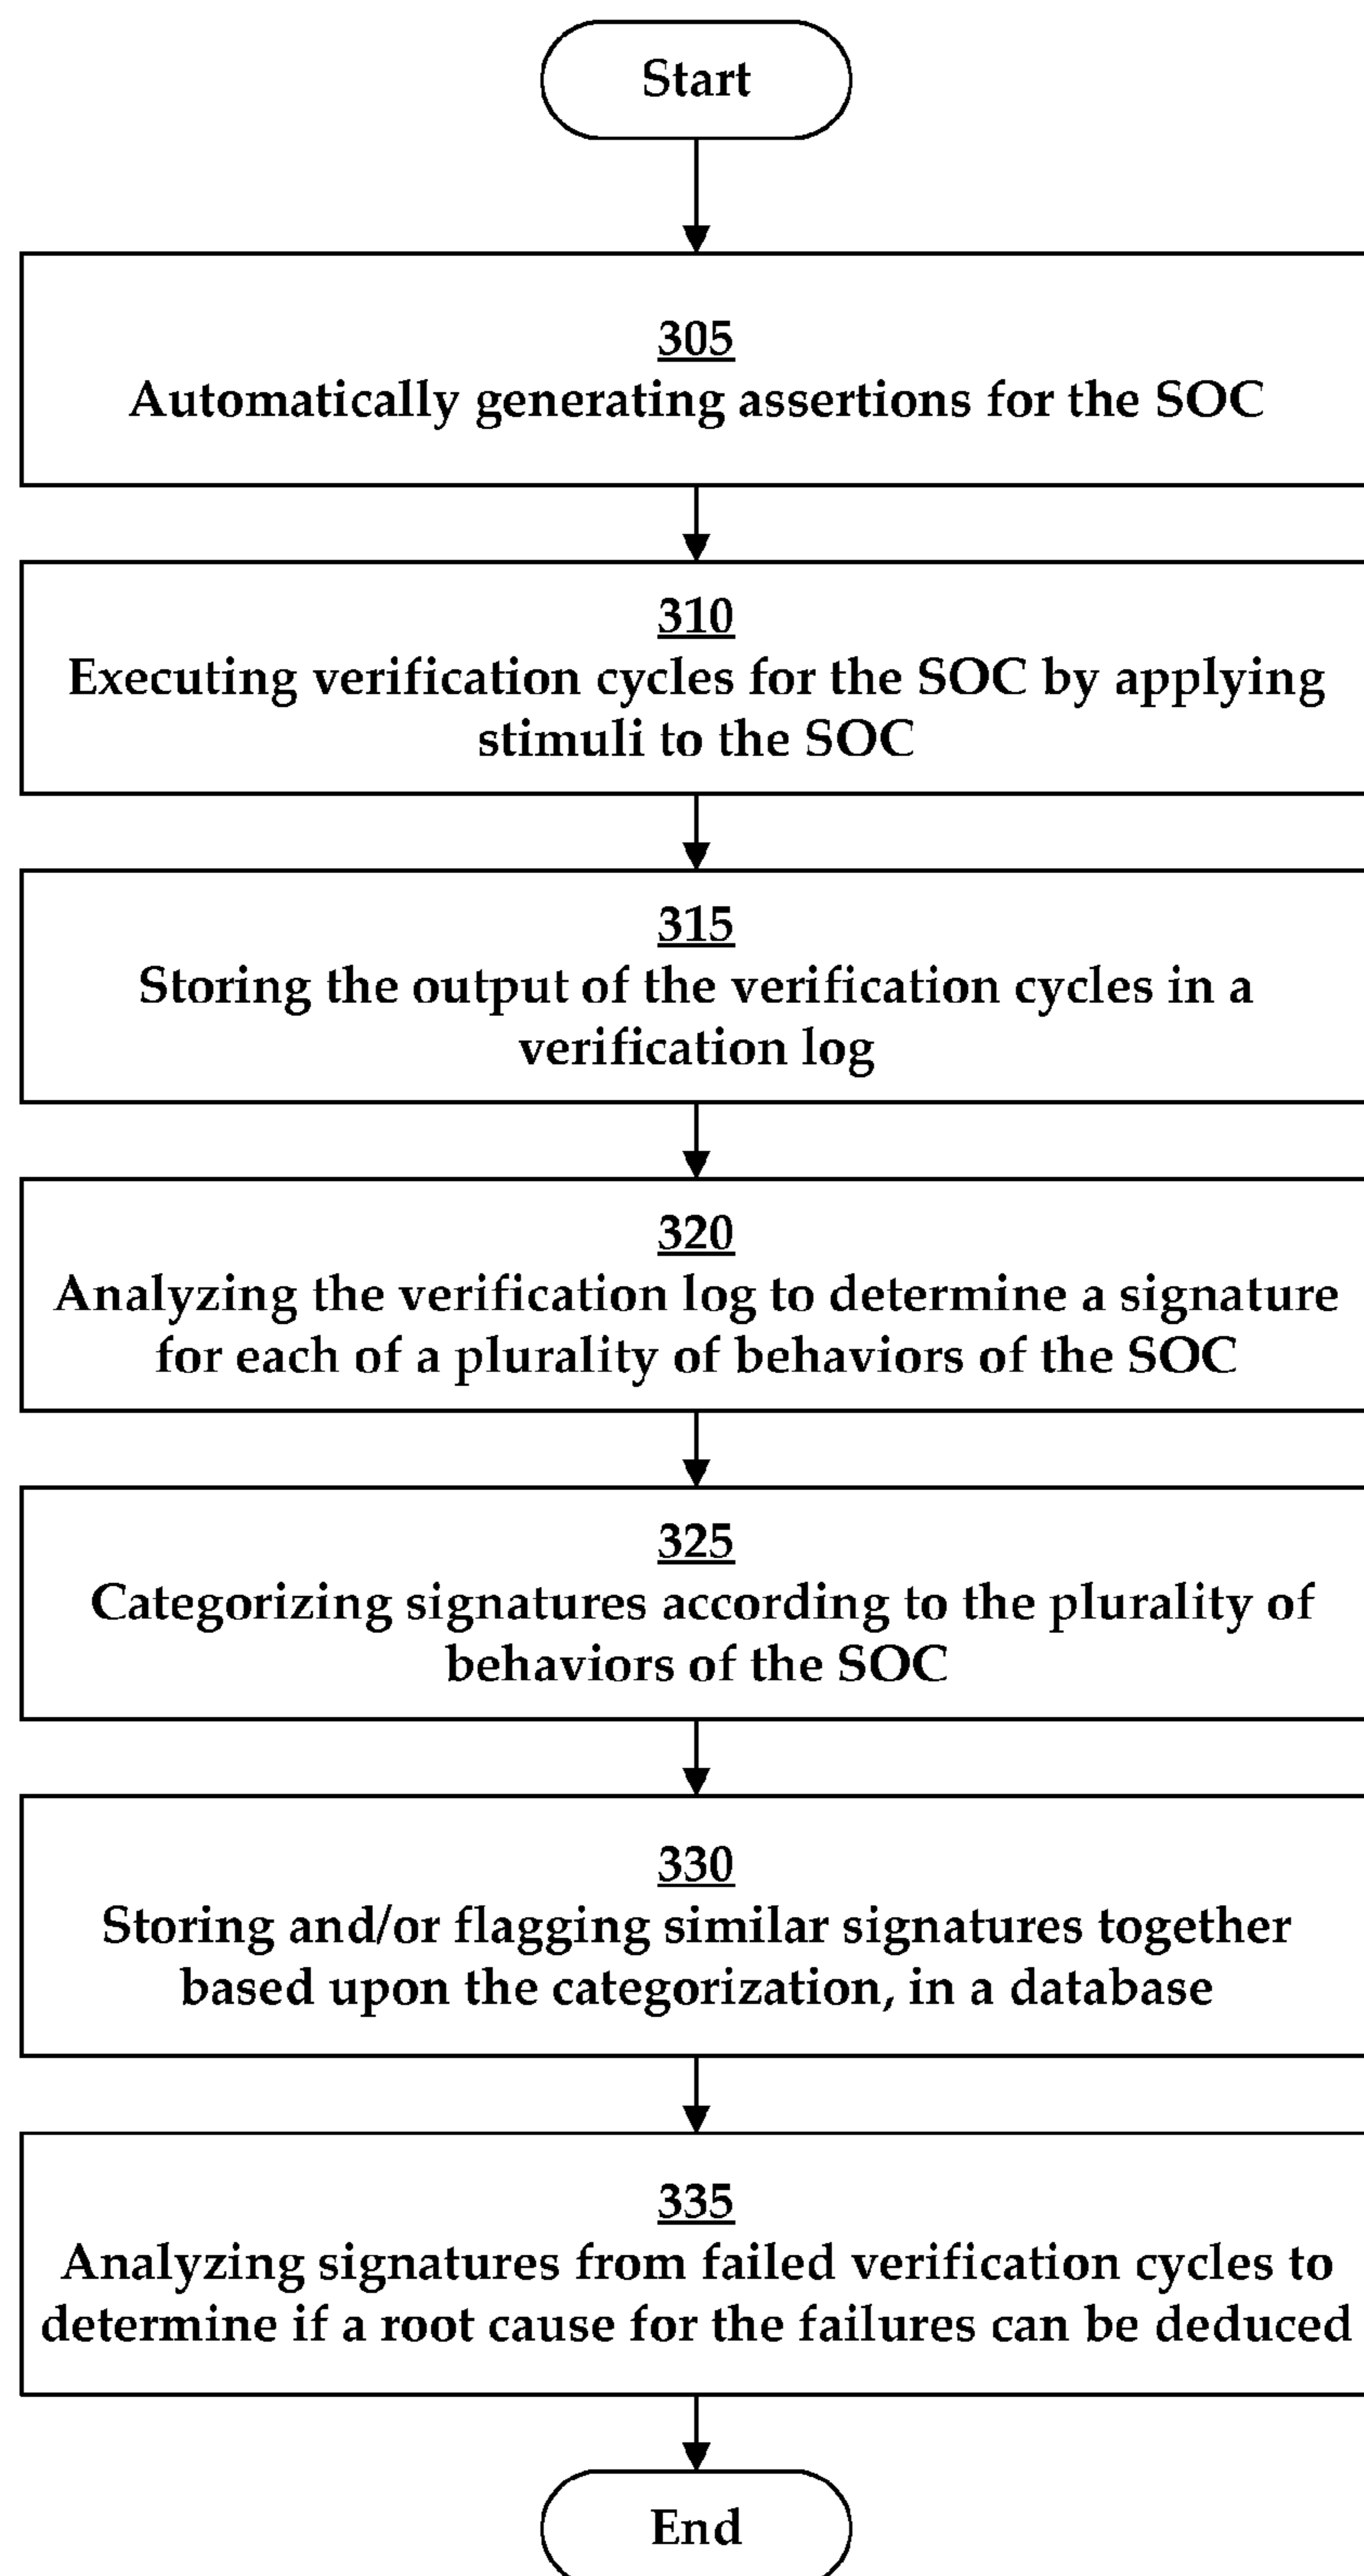 Start
305
Automatically generating assertions for the SOC
310
Executing verification cycles for the SOC by applying
stimuli to the SOC
315
Storing the output of the verification cycles in a
verification log
320
Analyzing the verification log to determine a signature
for each of a plurality of behaviors of the SOC
325
Categorizing signatures according to the plurality of
behaviors of the SOC
330
Storing and/or flagging similar signatures together
based upon the categorization, in a database
335
Analyzing signatures from failed verification cycles to
determine if a root cause for the failures can be deduced
End